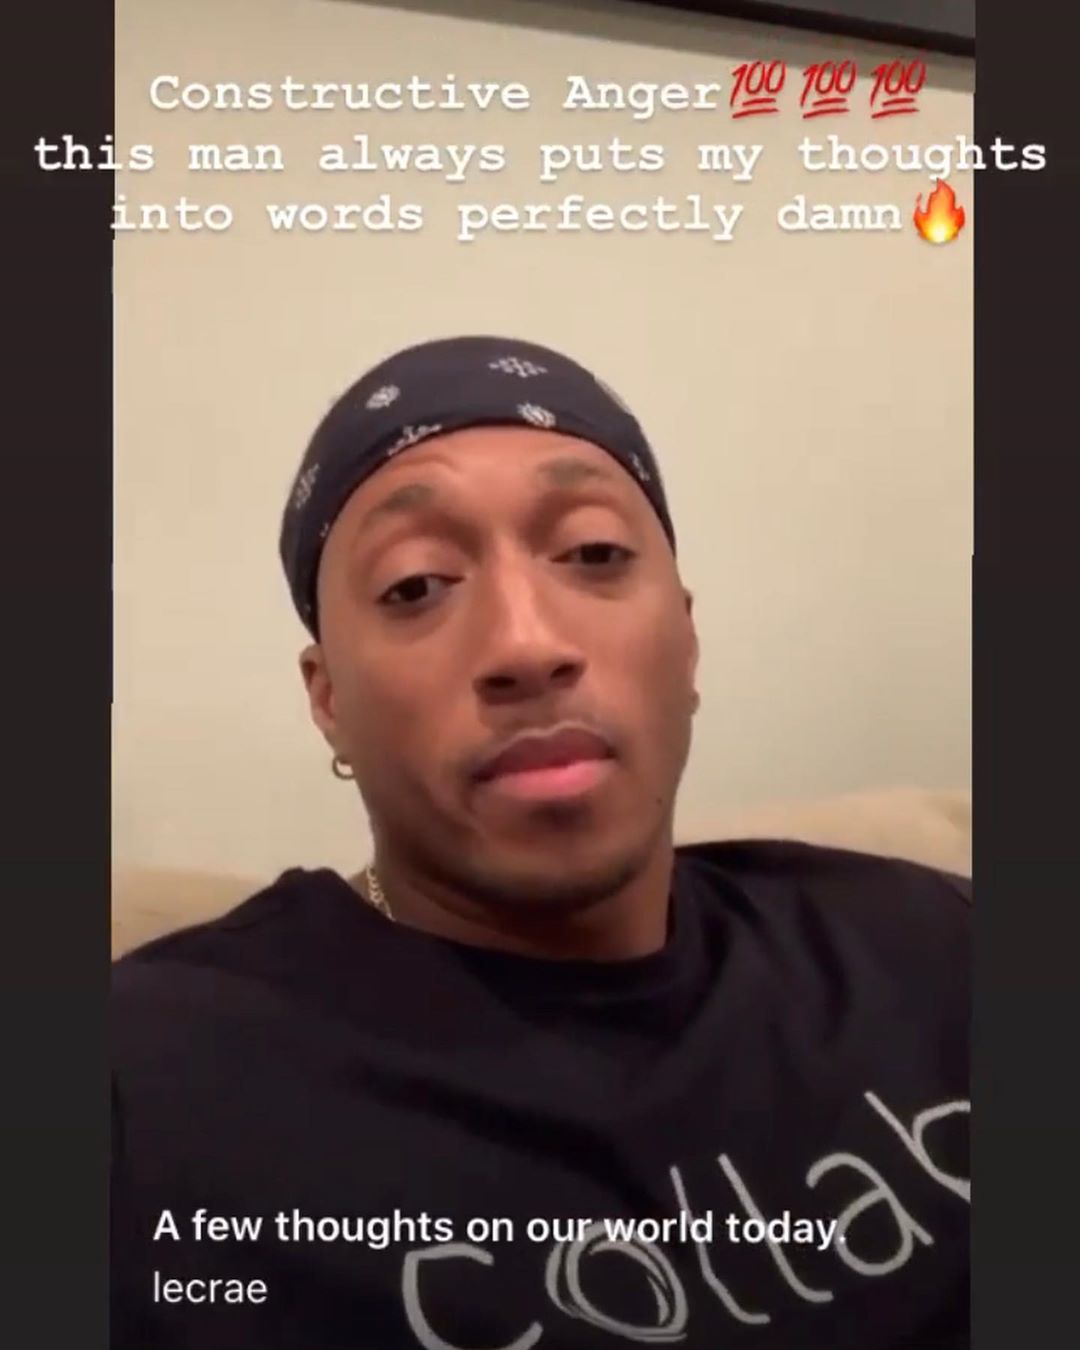 Constructive Anger💯💯💯
this man always puts my thoughts
into words perfectly damn🔥
A few thoughts on our world today.
lecrae
collab